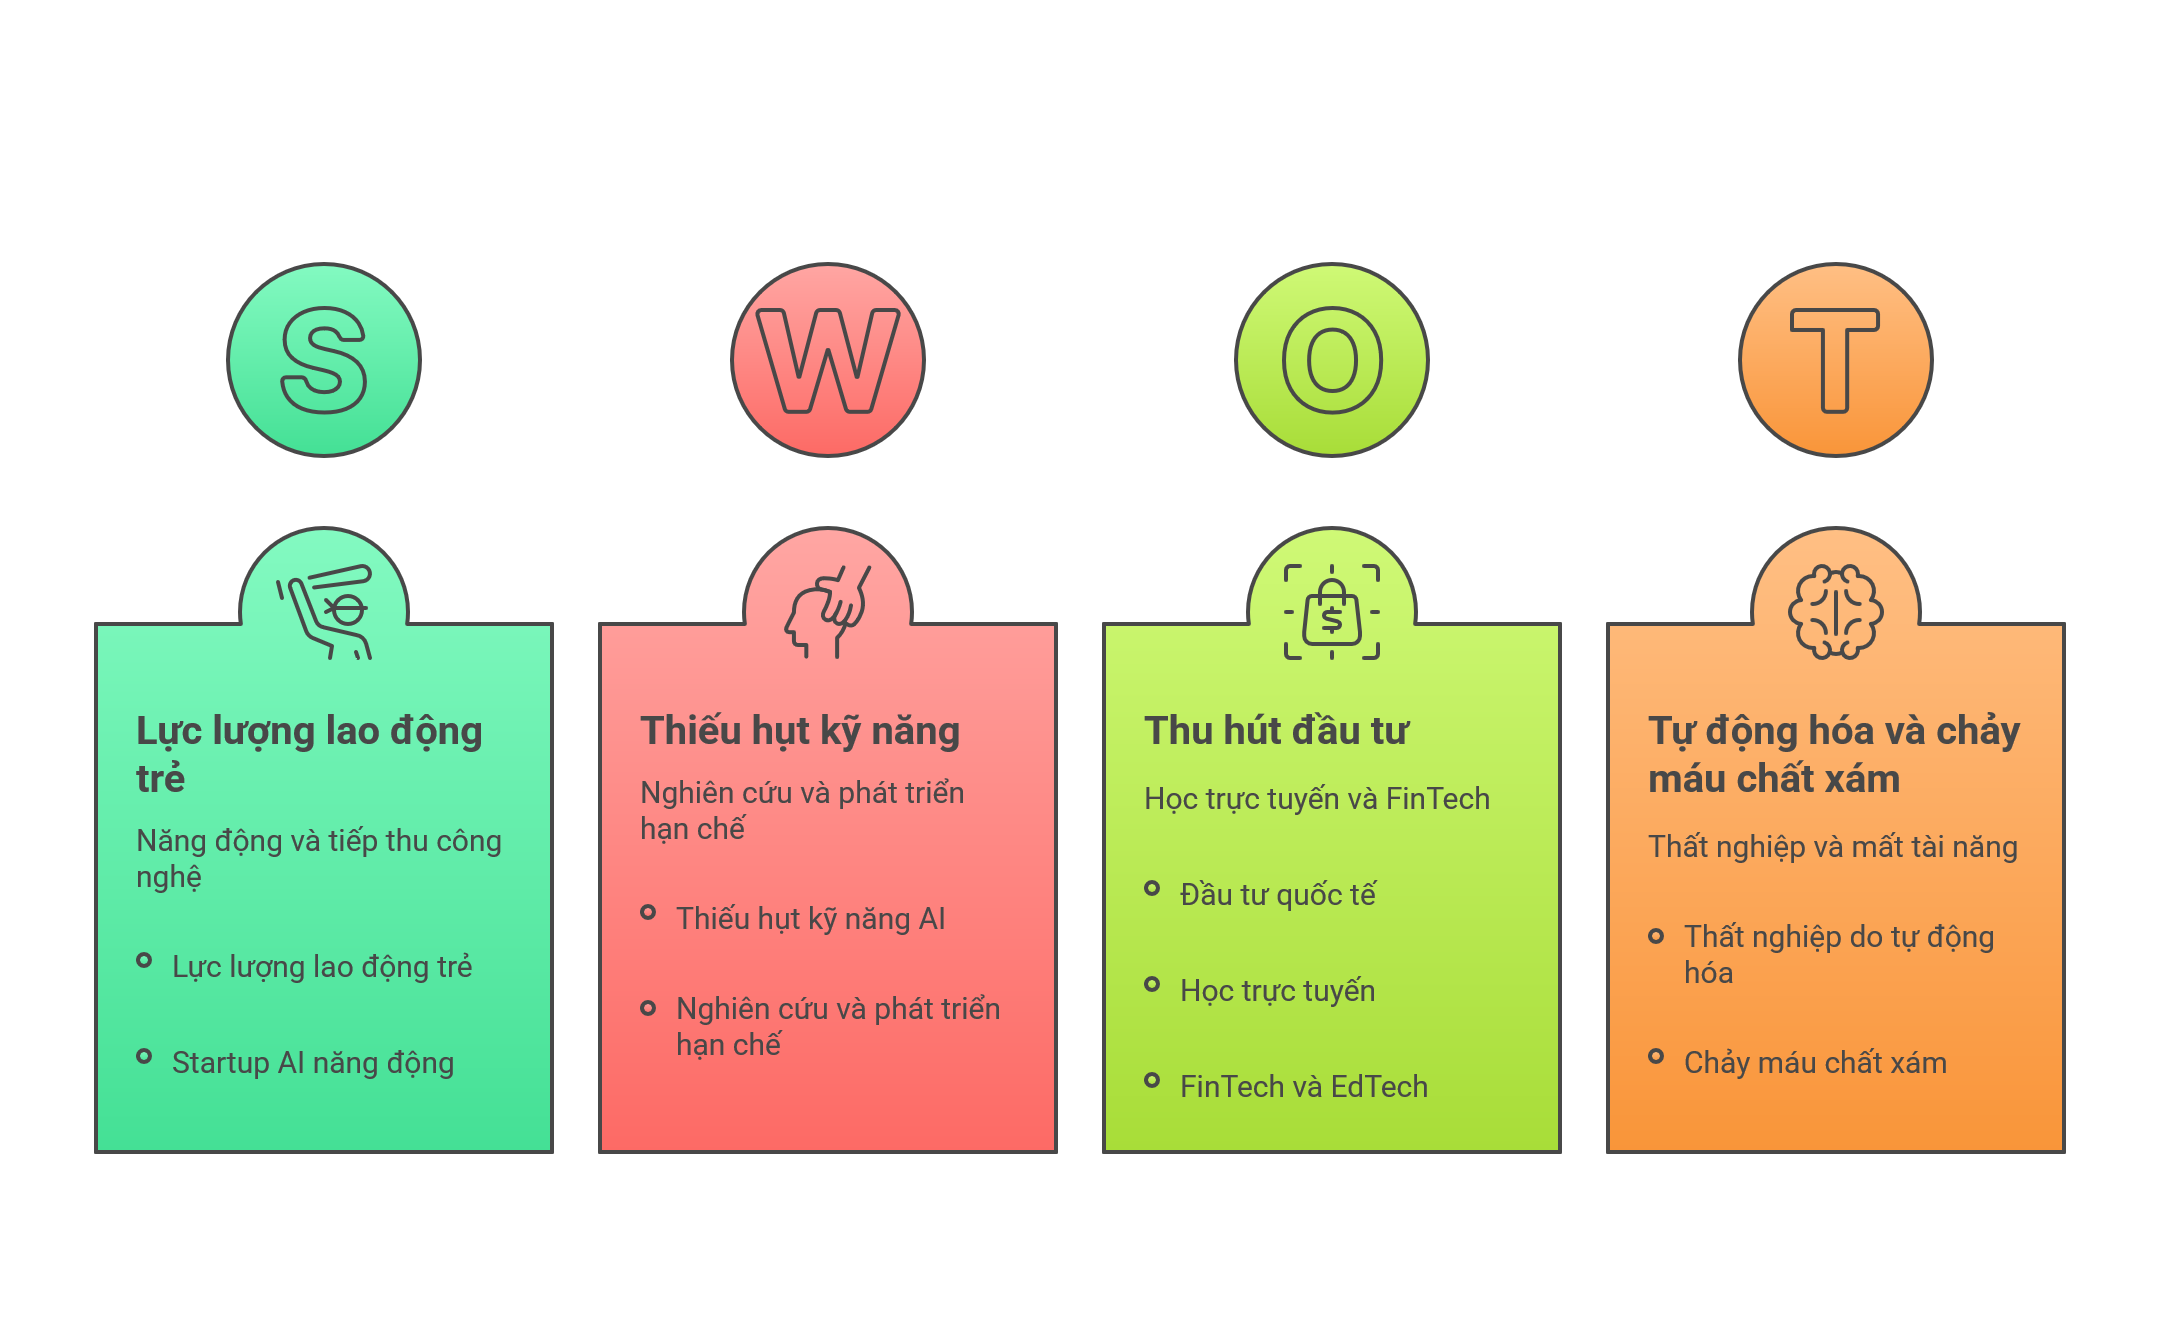 S
W
O
T
Lực lượng lao động
trẻ
Năng động và tiếp thu công
nghệ
Lực lượng lao động trẻ
Startup AI năng động
Thiếu hụt kỹ năng
Nghiên cứu và phát triển
hạn chế
Thiếu hụt kỹ năng AI
Nghiên cứu và phát triển
hạn chế
Thu hút đầu tư
Học trực tuyến và FinTech
Đầu tư quốc tế
Học trực tuyến
FinTech và EdTech
Tự động hóa và chảy
máu chất xám
Thất nghiệp và mất tài năng
Thất nghiệp do tự động
hóa
Chảy máu chất xám